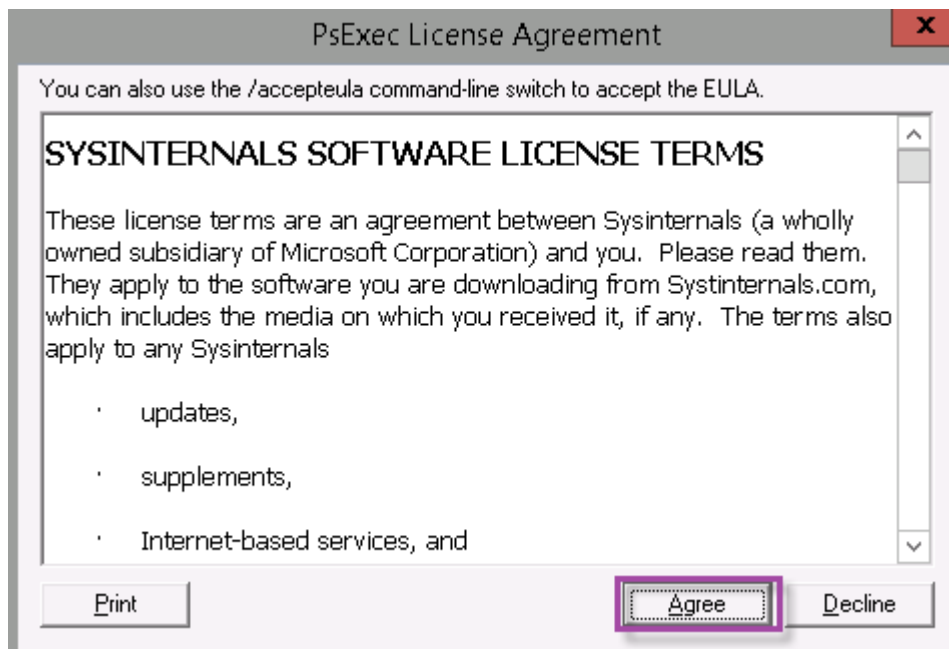 PsExec License Agreement
x
You can also use the /accepteula command-line switch to accept the EULA.
SYSINTERNALS SOFTWARE LICENSE TERMS
These license terms are an agreement between Sysinternals (a wholly
owned subsidiary of Microsoft Corporation) and you. Please read them.
They apply to the software you are downloading from Systinternals.com,
which includes the media on which you received it, if any. The terms also
apply to any Sysinternals
· updates,
· supplements,
· Internet-based services, and
Print
Agree
Decline